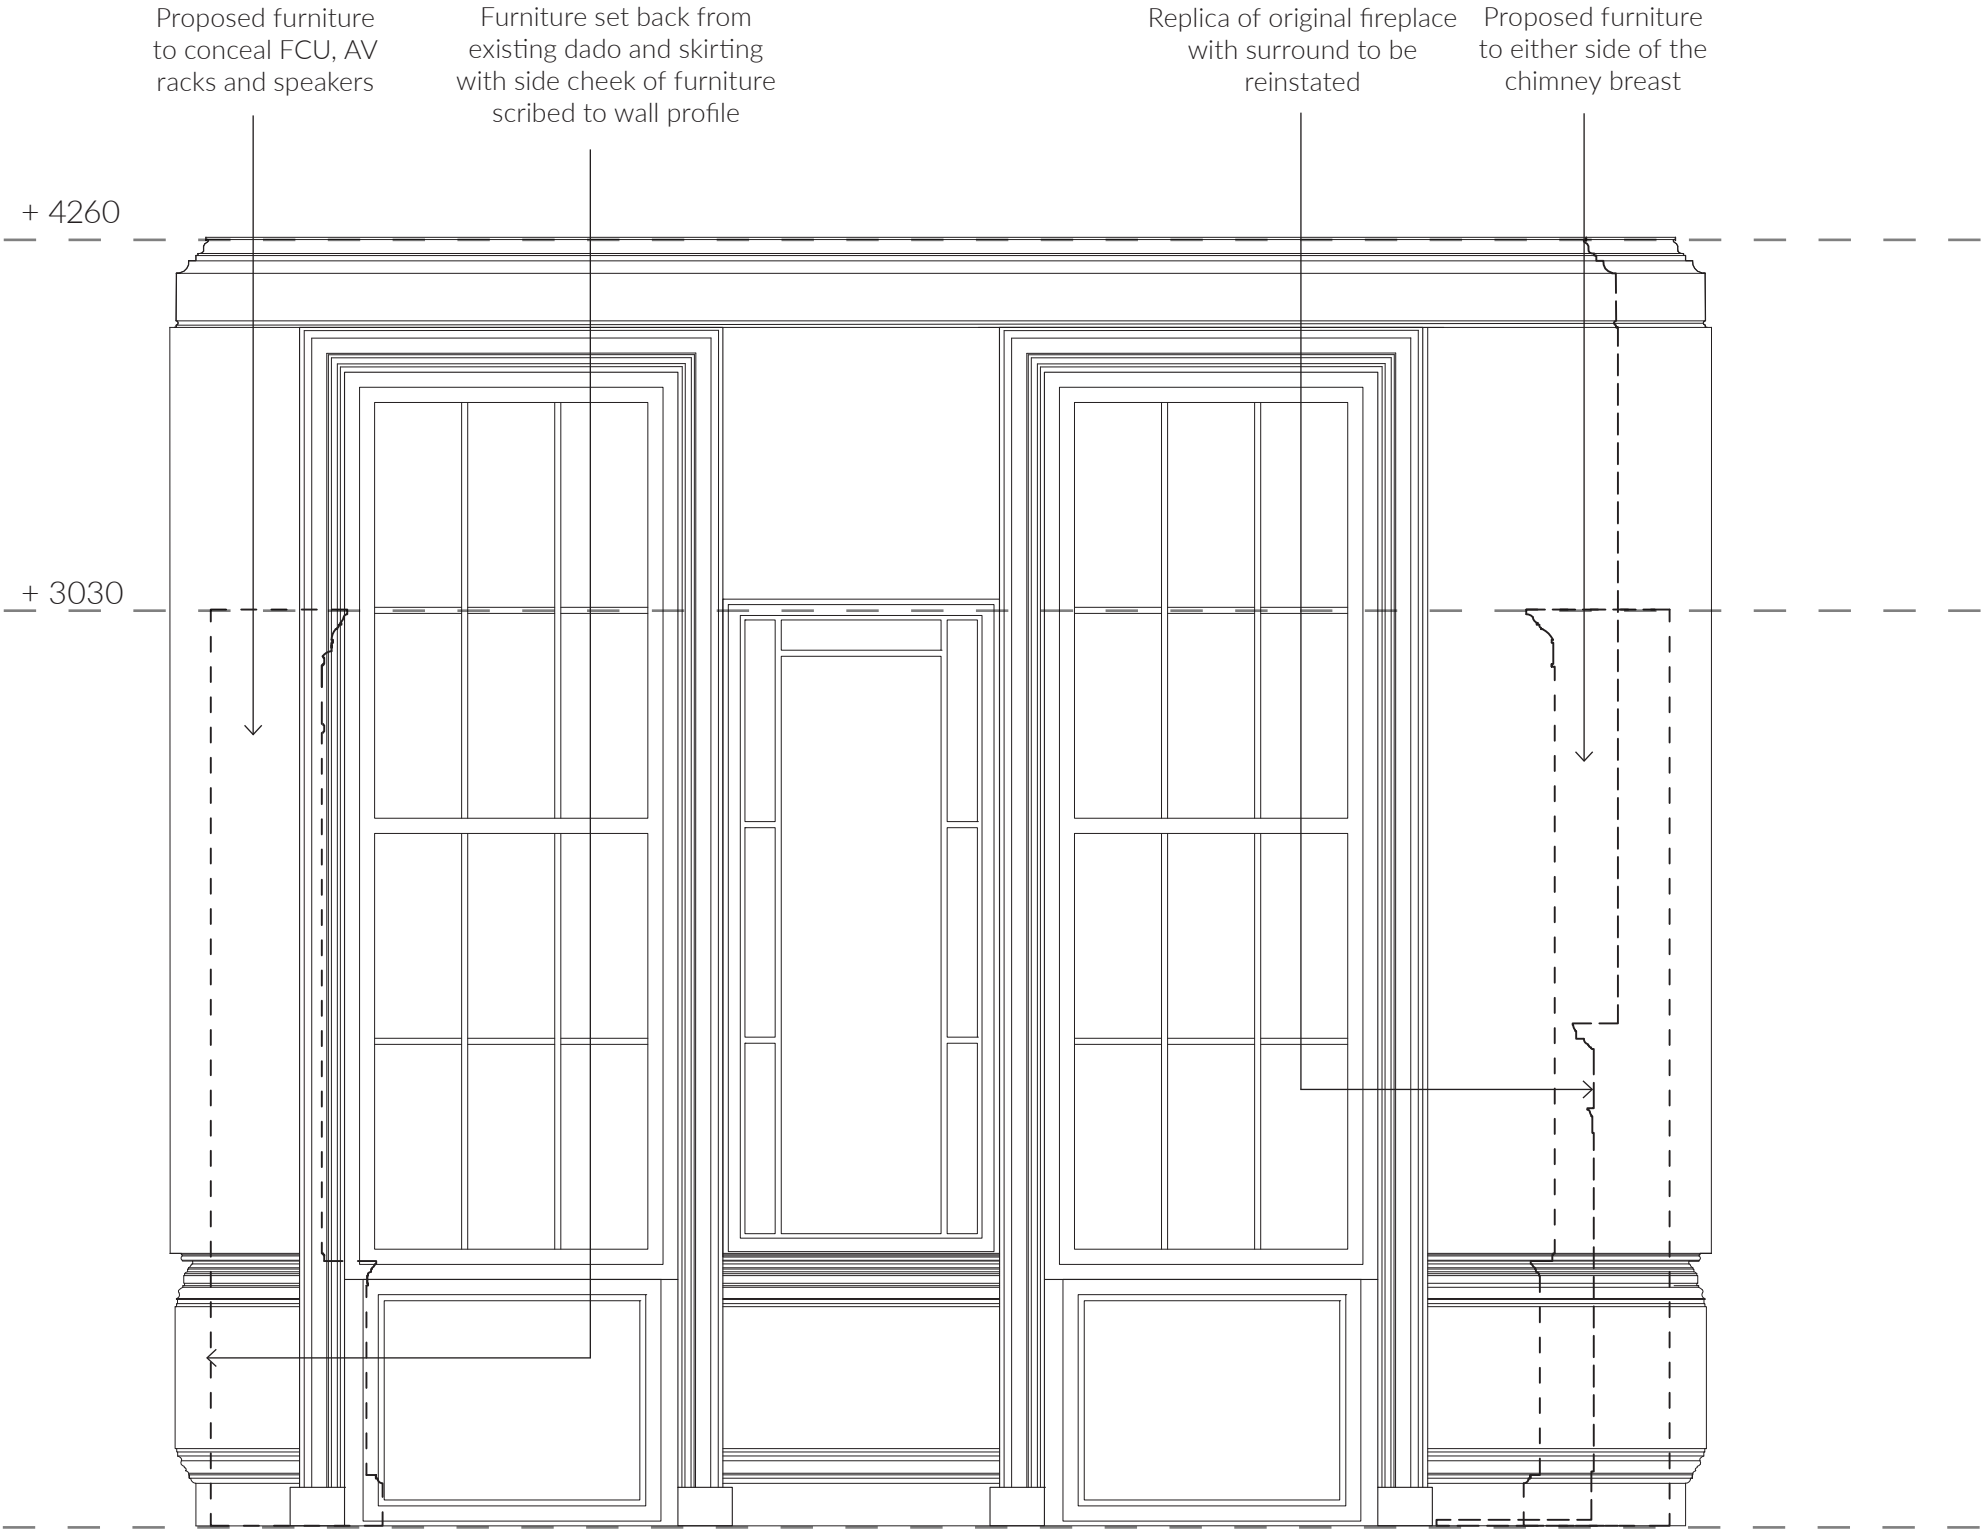 Proposed furniture
to conceal FCU, AV
racks and speakers
Furniture set back from
existing dado and skirting
with side cheek of furniture
scribed to wall profile
Replica of original fireplace
with surround to be
reinstated
Proposed furniture
to either side of the
chimney breast
+ 4260
+ 3030